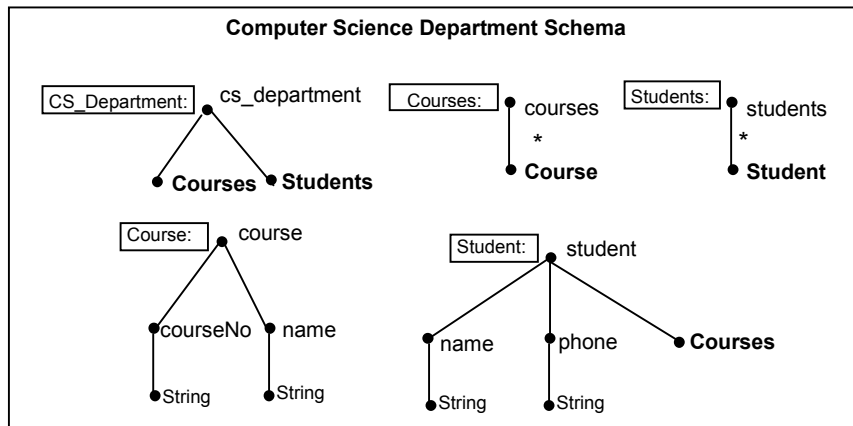 Computer Science Department Schema
CS_Department: cs_department
Courses: courses
Students: students
*
*
Courses Students
Course
Student
Course: course
Student: student
courseNo name
name phone Courses
String String
String String